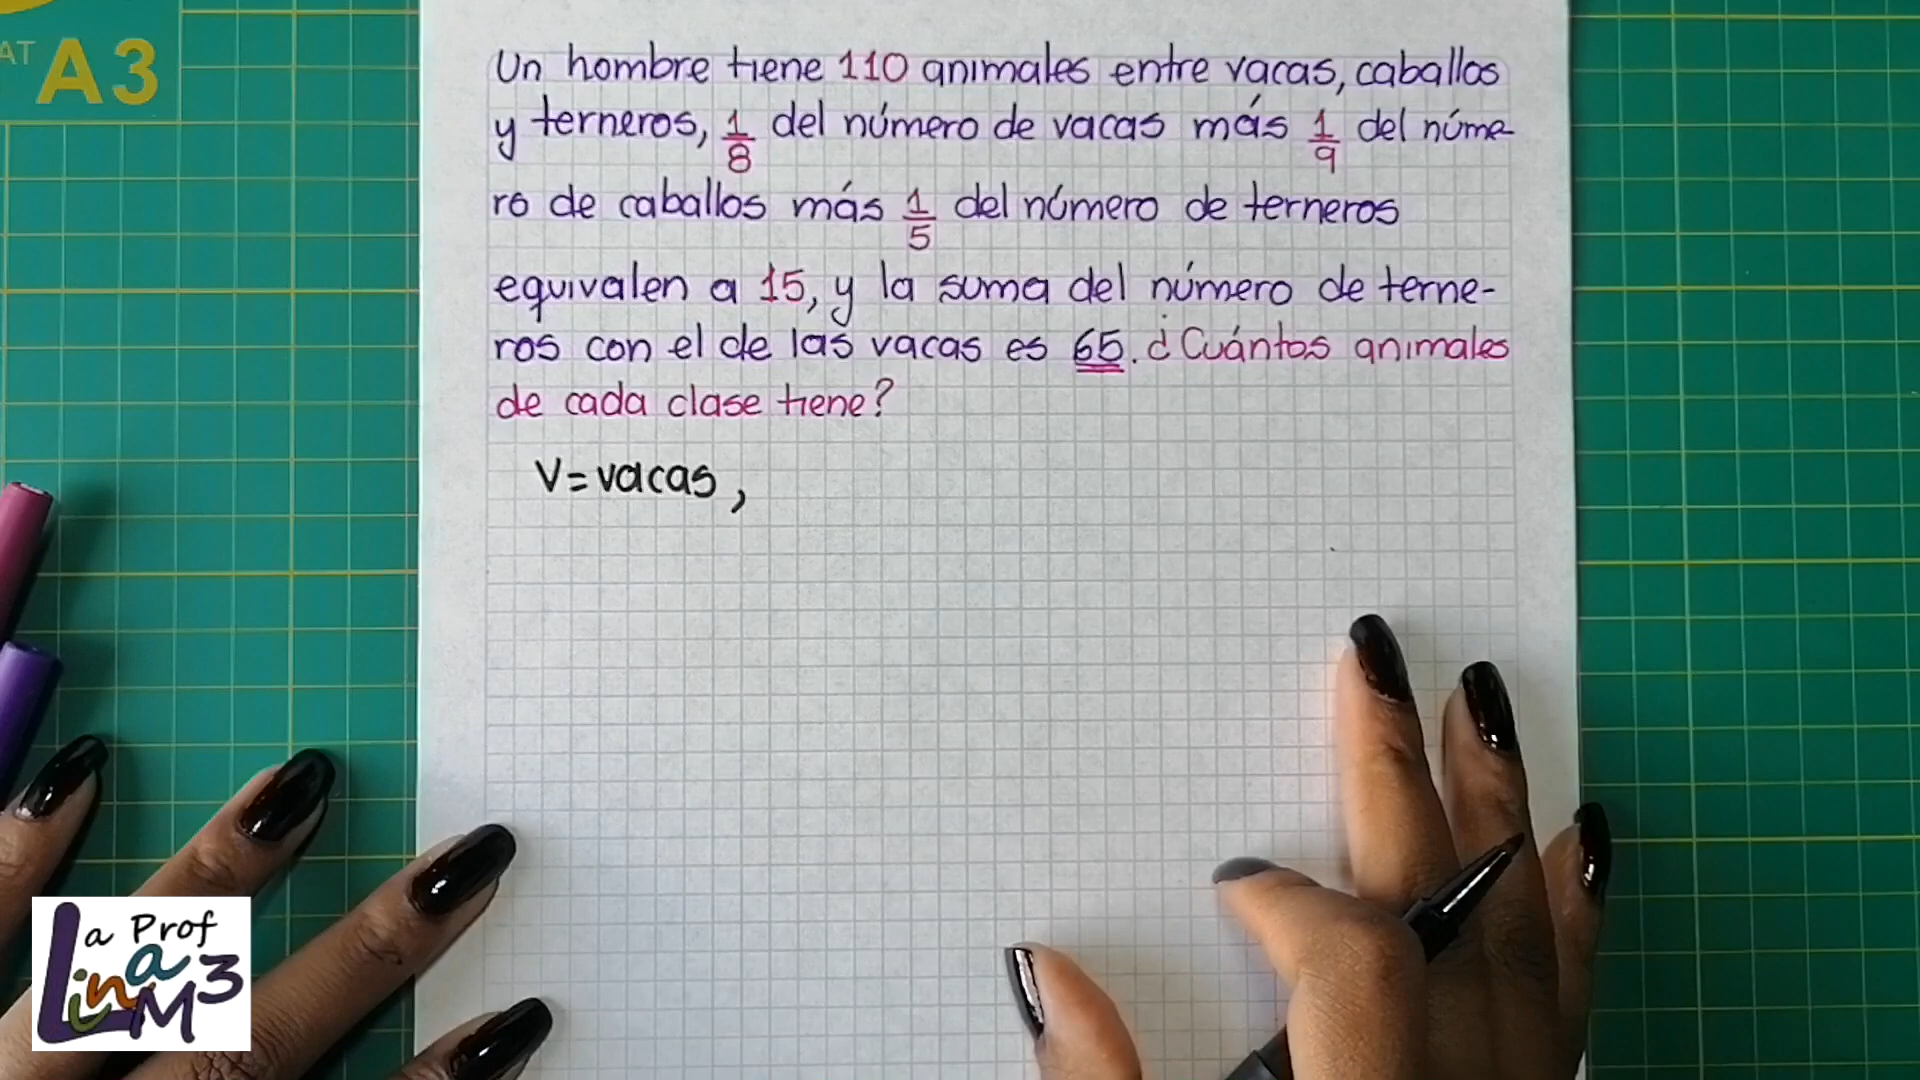 AT A3
Un hombre tiene 110 animales entre vacas, caballos
y terneros, 1/8 del número de vacas más 1/9 del núme-
ro de caballos más 1/5 del número de terneros
equivalen a 15, y la suma del número de terne-
ros con el de las vacas es 65. ¿Cuántos animales
de cada clase tiene?
V = vacas,
La Prof
Lina M3